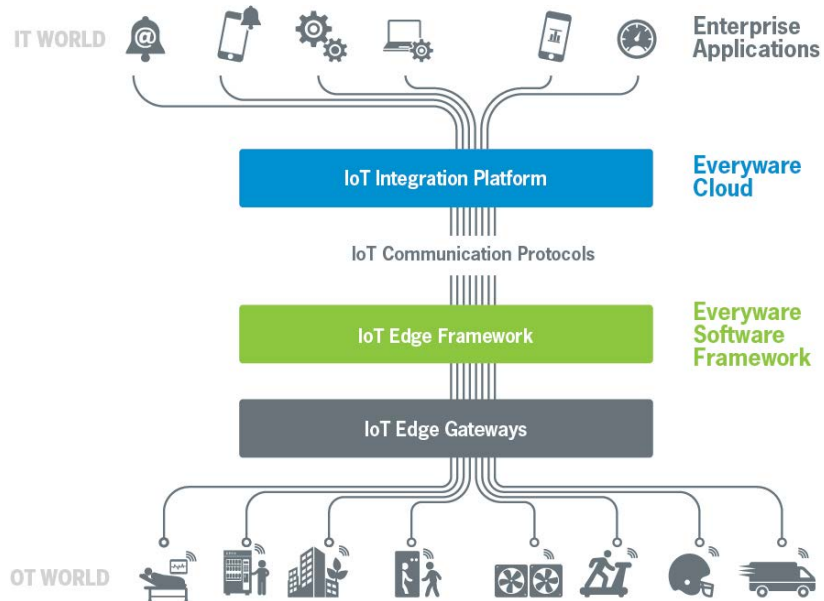 IT WORLD
@
Enterprise
Applications
IoT Integration Platform
Everyware
Cloud
IoT Communication Protocols
IoT Edge Framework
Everyware
Software
Framework
IoT Edge Gateways
OT WORLD